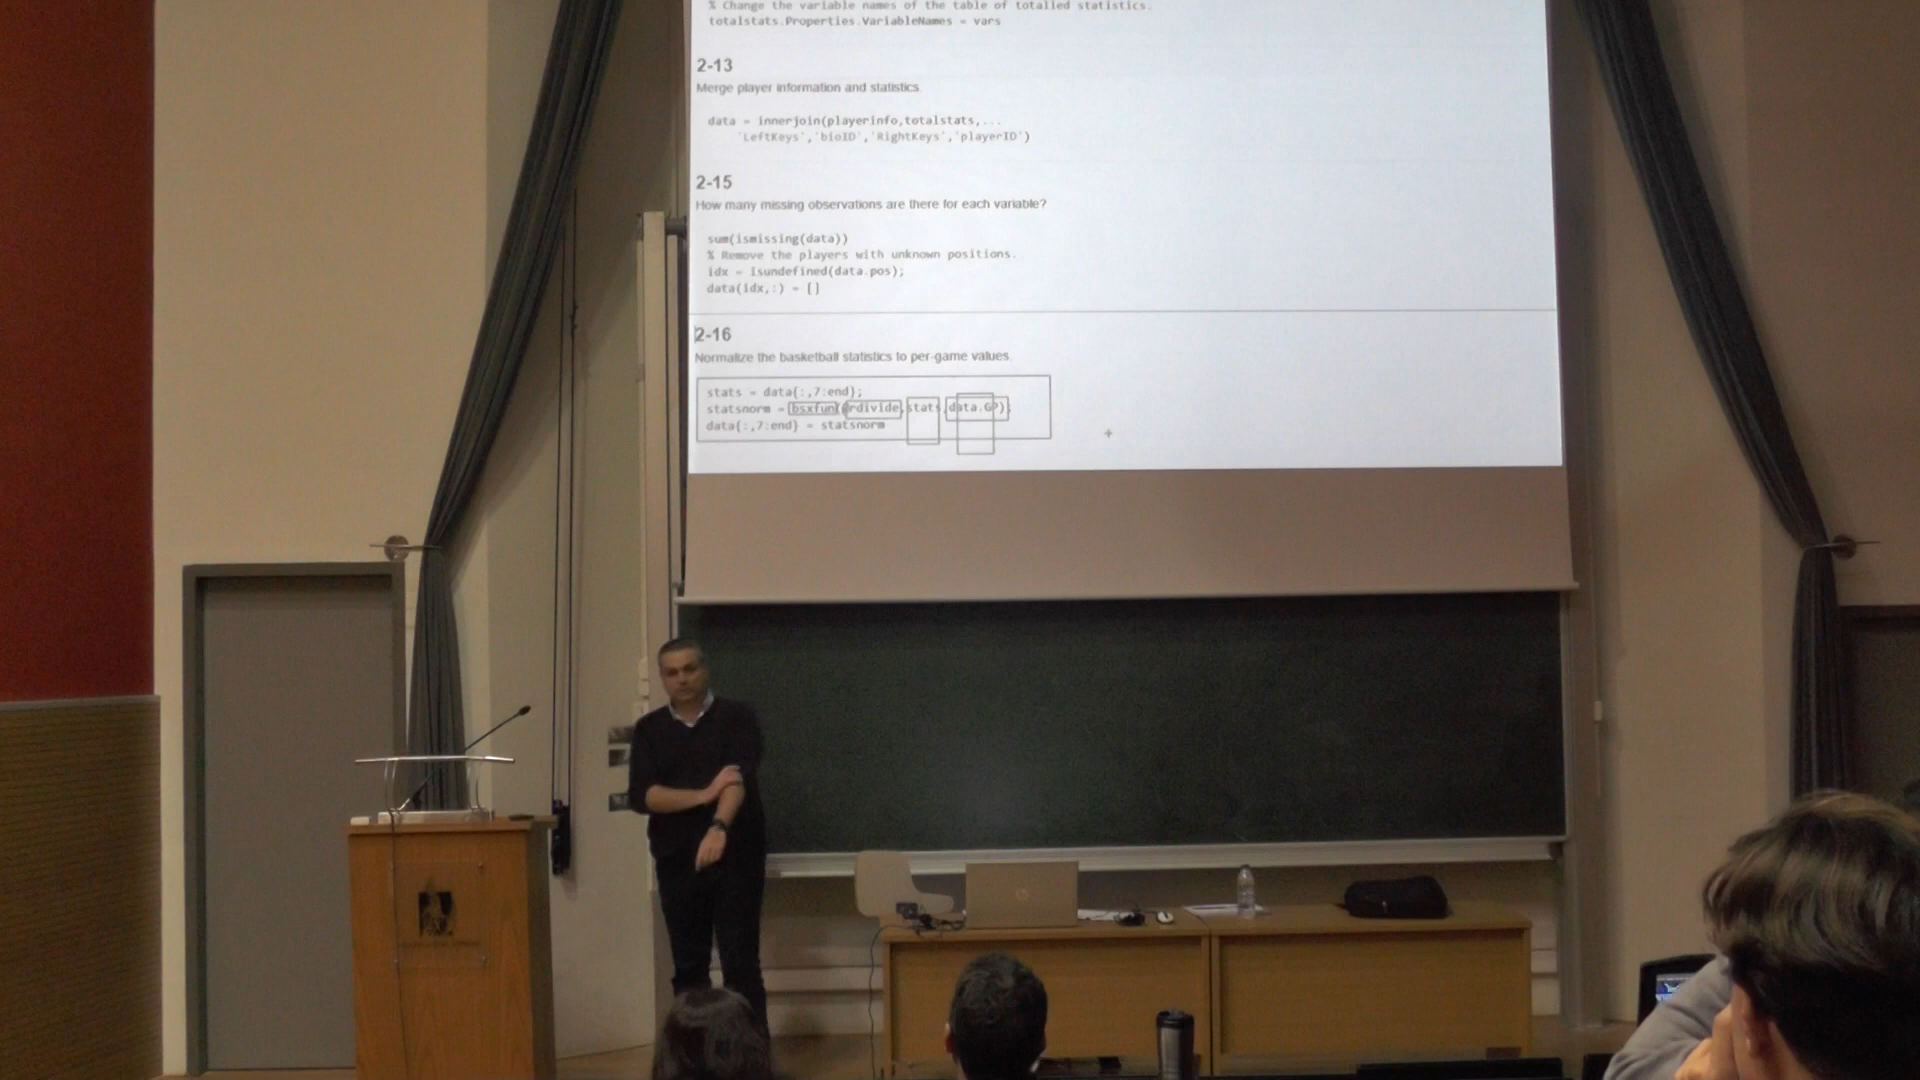 % Change the variable names of the table of totalled statistics.
totalstats.Properties.VariableNames = vars
2-13
Merge player information and statistics.
data = innerjoin(playerinfo,totalstats,...
'LeftKeys','bioID','RightKeys','playerID')
2-15
How many missing observations are there for each variable?
sum(ismissing(data))
% Remove the players with unknown positions.
idx = isundefined(data.pos);
data(idx,:) = []
2-16
Normalize the basketball statistics to per-game values.
stats = data{:,7:end};
statsnorm = bsxfun(@rdivide,stats,data.GP);
data{:,7:end} = statsnorm